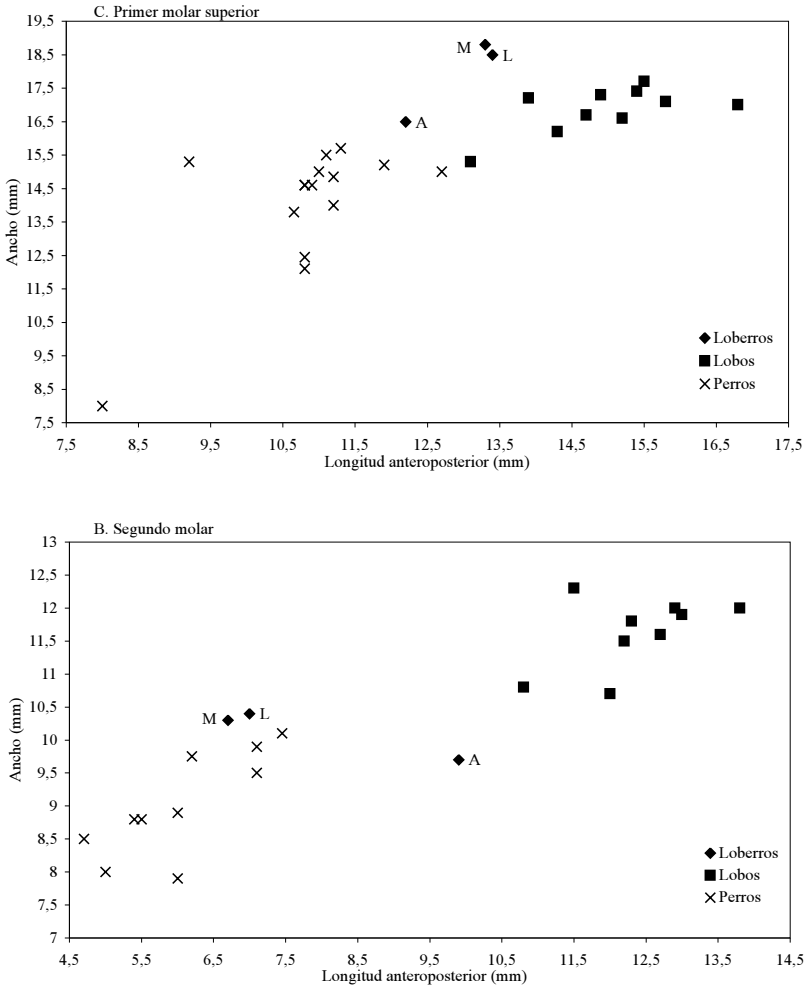 C. Primer molar superior
19,5
18,5
17,5
16,5
15,5
14,5
13,5
12,5
11,5
10,5
9,5
8,5
7,5
Ancho (mm)
M
L
A
Loberros
Lobos
Perros
7,5 8,5 9,5 10,5 11,5 12,5 13,5 14,5 15,5 16,5 17,5
Longitud anteroposterior (mm)
B. Segundo molar
13
12,5
12
11,5
11
10,5
10
9,5
9
8,5
8
7,5
7
Ancho (mm)
M
L
A
Loberros
Lobos
Perros
4,5 5,5 6,5 7,5 8,5 9,5 10,5 11,5 12,5 13,5 14,5
Longitud anteroposterior (mm)